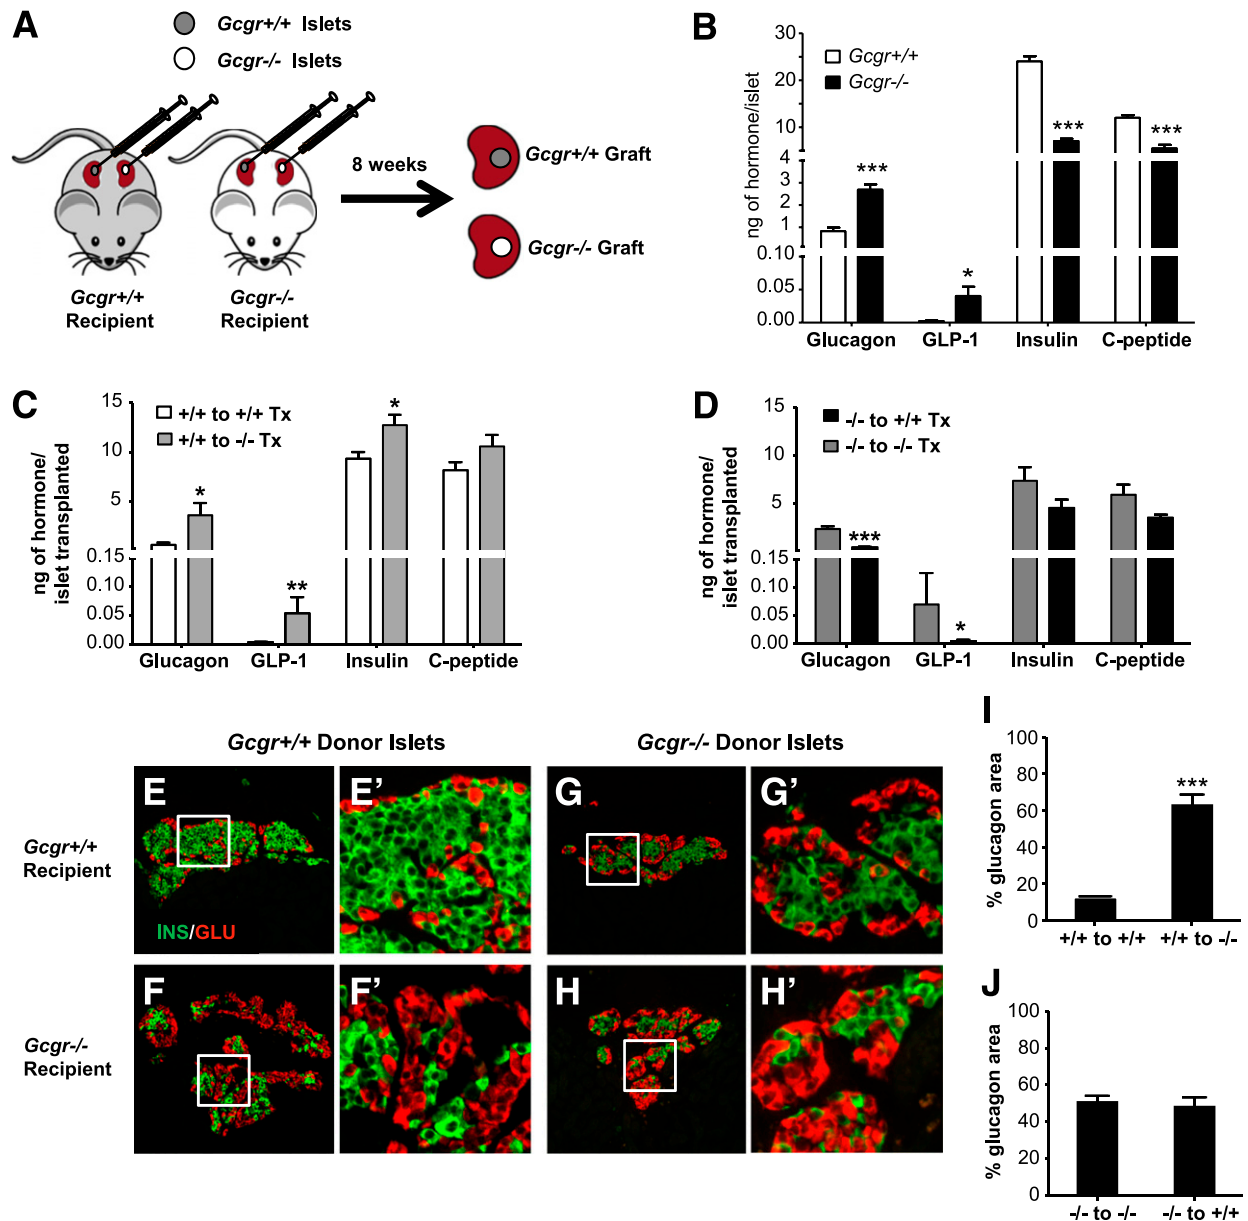 A
Gcgr+/+ Islets
Gcgr-/- Islets
8 weeks
Gcgr+/+ Graft
Gcgr-/- Graft
Gcgr+/+
Recipient
Gcgr-/-
Recipient
B
ng of hormone/islet
30
20
10
4
3
2
1
0.10
0.05
0.00
Gcgr+/+
Gcgr-/-
***
*
***
***
Glucagon
GLP-1
Insulin
C-peptide
C
ng of hormone/
islet transplanted
15
10
5
0.15
0.10
0.05
0.00
+/+ to +/+ Tx
+/+ to -/- Tx
*
**
*
Glucagon
GLP-1
Insulin
C-peptide
D
ng of hormone/
islet transplanted
15
10
5
0.15
0.10
0.05
0.00
-/- to +/+ Tx
-/- to -/- Tx
***
*
Glucagon
GLP-1
Insulin
C-peptide
Gcgr+/+ Donor Islets
Gcgr-/- Donor Islets
Gcgr+/+
Recipient
Gcgr-/-
Recipient
E
INS/GLU
E'
G
G'
F
F'
H
H'
I
% glucagon area
100
80
60
40
20
0
***
+/+ to +/+
+/+ to -/-
J
% glucagon area
100
80
60
40
20
0
-/- to -/-
-/- to +/+